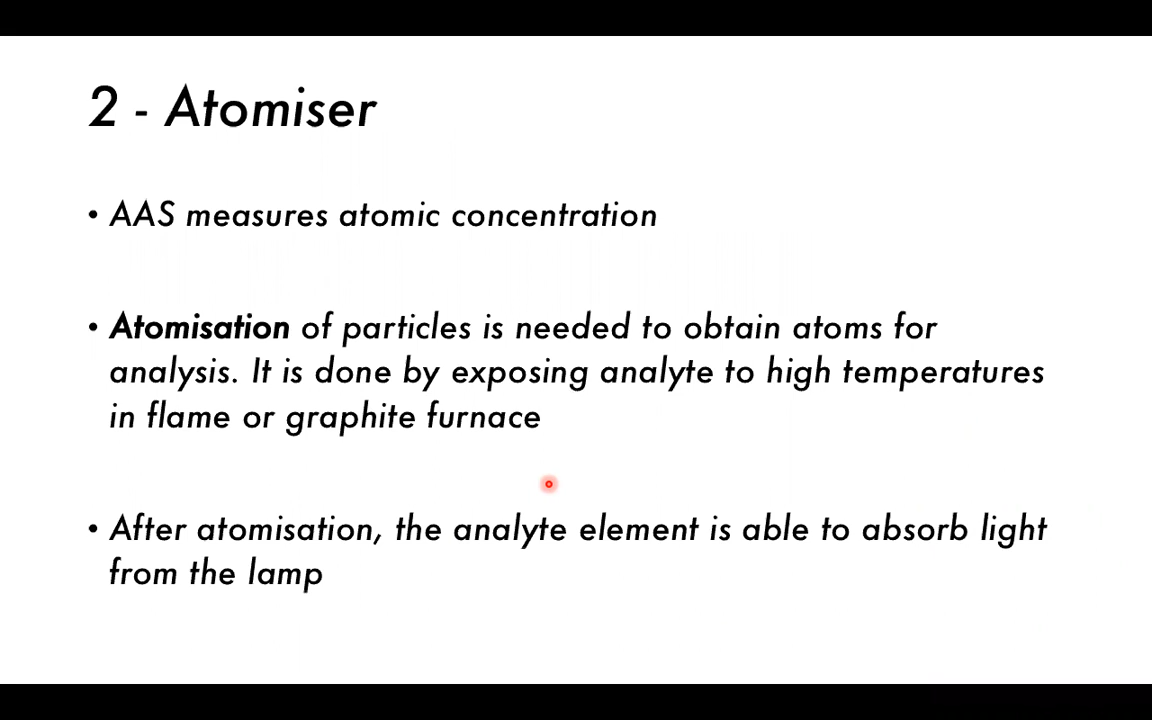 2 - Atomiser
• AAS measures atomic concentration
• Atomisation of particles is needed to obtain atoms for
analysis. It is done by exposing analyte to high temperatures
in flame or graphite furnace
• After atomisation, the analyte element is able to absorb light
from the lamp